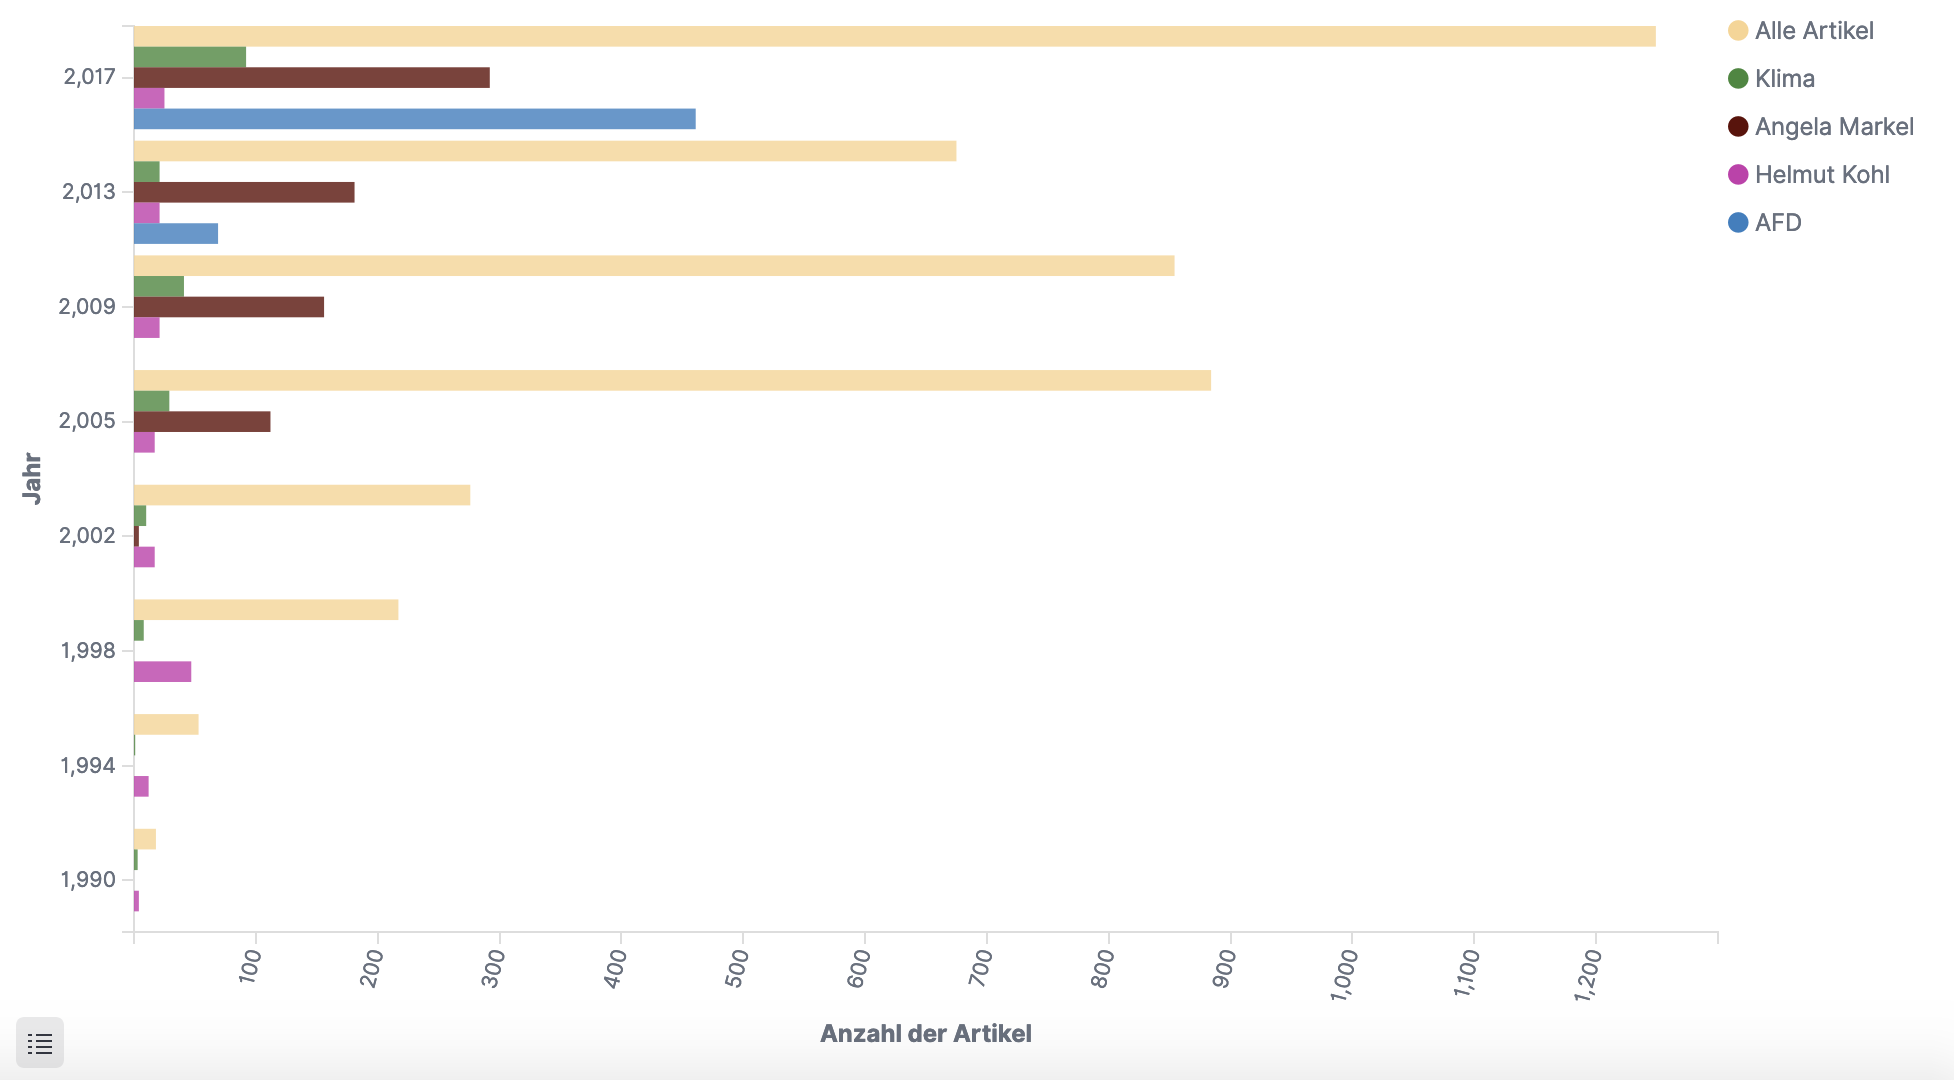 Alle Artikel
Klima
Angela Markel
Helmut Kohl
AFD
2,017
2,013
2,009
2,005
2,002
1,998
1,994
1,990
Jahr
100
200
300
400
500
600
700
800
900
1,000
1,100
1,200
Anzahl der Artikel